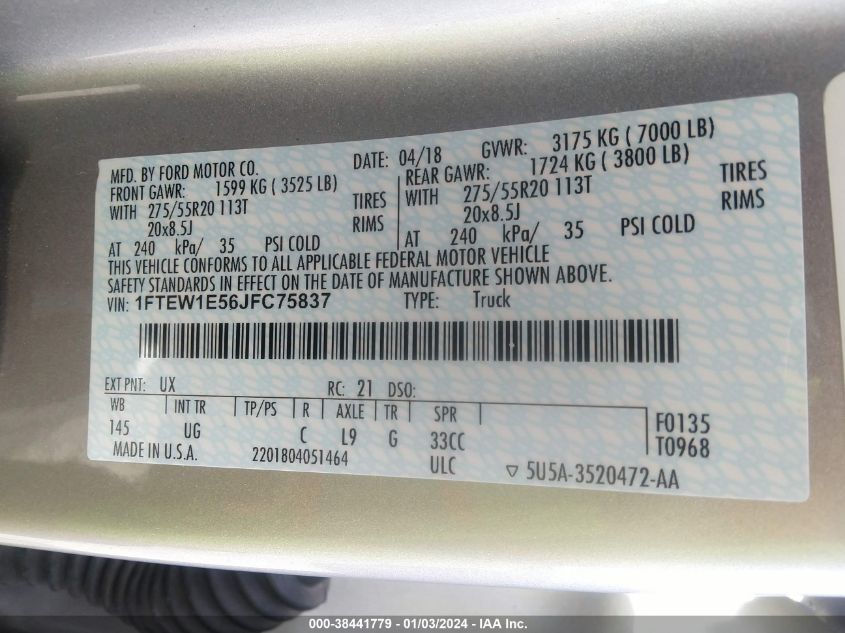 MFD. BY FORD MOTOR CO. DATE: 04/18 GVWR: 3175 KG ( 7000 LB)
FRONT GAWR: 1599 KG ( 3525 LB) REAR GAWR: 1724 KG ( 3800 LB)
WITH 275/55R20 113T TIRES WITH 275/55R20 113T TIRES
20x8.5J RIMS 20x8.5J RIMS
AT 240 kPa/ 35 PSI COLD AT 240 kPa/ 35 PSI COLD
THIS VEHICLE CONFORMS TO ALL APPLICABLE FEDERAL MOTOR VEHICLE
SAFETY STANDARDS IN EFFECT ON THE DATE OF MANUFACTURE SHOWN ABOVE.
VIN: 1FTEW1E56JFC75837 TYPE: Truck
EXT PNT: UX RC: 21 DSO:
WB INT TR TP/PS R AXLE TR SPR F0135
145 UG C L9 G 33CC T0968
MADE IN U.S.A. 2201804051464 ULC ▽ 5U5A-3520472-AA
000-38441779 - 01/03/2024 - IAA Inc.